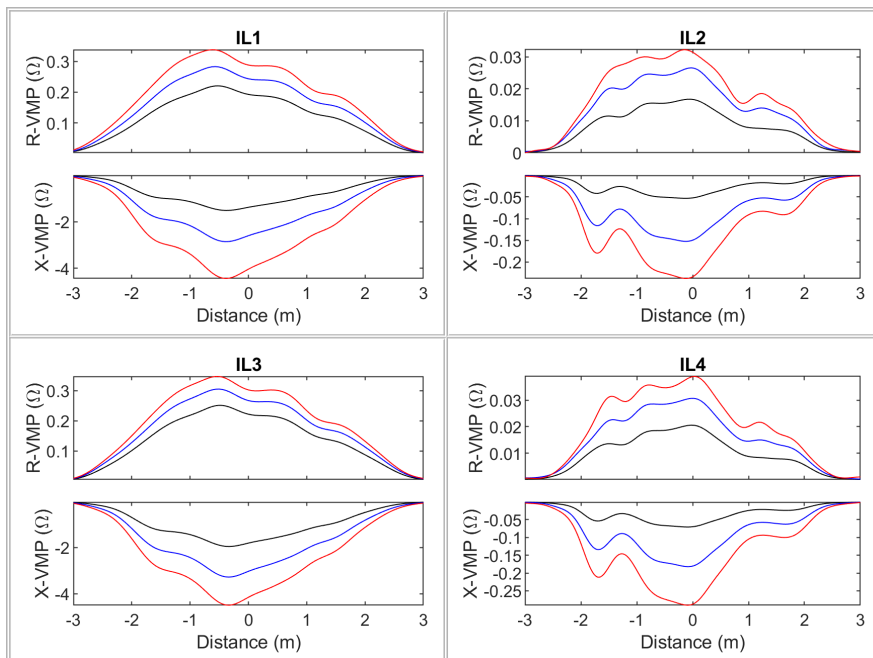 IL1
R-VMP (Ω)
0.3
0.2
0.1
X-VMP (Ω)
-2
-4
-3 -2 -1 0 1 2 3
Distance (m)
IL2
R-VMP (Ω)
0.03
0.02
0.01
0
X-VMP (Ω)
-0.05
-0.1
-0.15
-0.2
-3 -2 -1 0 1 2 3
Distance (m)
IL3
R-VMP (Ω)
0.3
0.2
0.1
X-VMP (Ω)
-2
-4
-3 -2 -1 0 1 2 3
Distance (m)
IL4
R-VMP (Ω)
0.03
0.02
0.01
X-VMP (Ω)
-0.05
-0.1
-0.15
-0.2
-0.25
-3 -2 -1 0 1 2 3
Distance (m)